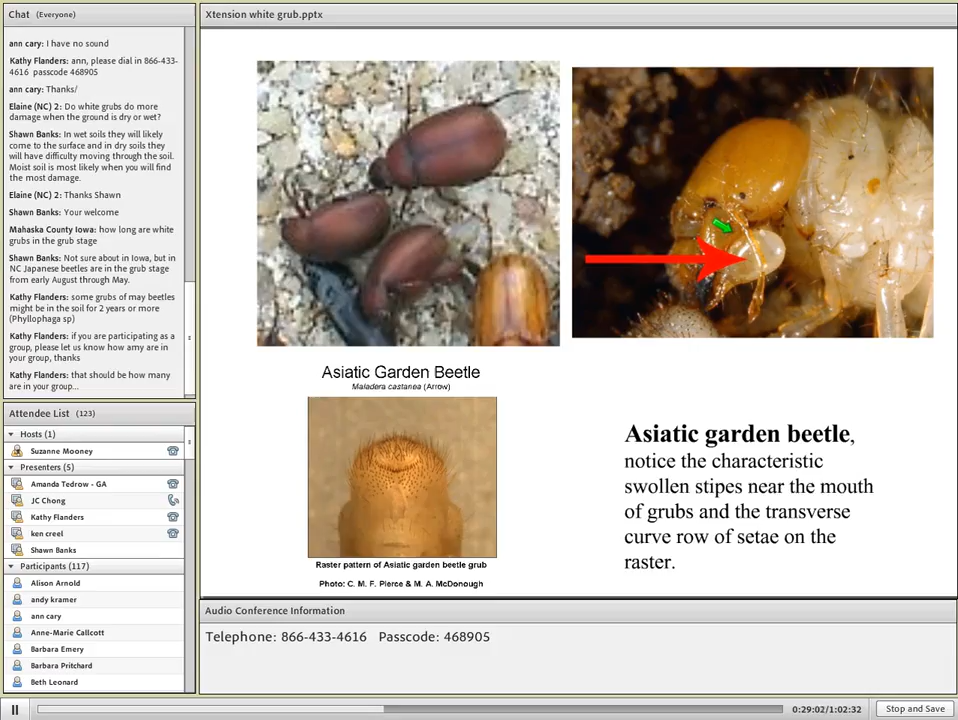 Chat (Everyone)
ann cary: I have no sound
Kathy Flanders: ann, please dial in 866-433-
4616 passcode 468905
ann cary: Thanks/
Elaine (NC) 2: Do white grubs do more
damage when the ground is dry or wet?
Shawn Banks: In wet soils they will likely
come to the surface and in dry soils they
will have difficulty moving through the soil.
Moist soil is most likely when you will find
the most damage.
Elaine (NC) 2: Thanks Shawn
Shawn Banks: Your welcome
Mahaska County Iowa: how long are white
grubs in the grub stage
Shawn Banks: Not sure about in Iowa, but in
NC Japanese beetles are in the grub stage
from early August through May.
Kathy Flanders: some grubs of may beetles
might be in the soil for 2 years or more
(Phyllophaga sp)
Kathy Flanders: if you are participating as a
group, please let us know how amy are in
your group, thanks
Kathy Flanders: that should be how many
are in your group...
Attendee List (123)
Hosts (1)
Suzanne Mooney
Presenters (5)
Amanda Tedrow - GA
JC Chong
Kathy Flanders
ken creel
Shawn Banks
Participants (117)
Alison Arnold
andy kramer
ann cary
Anne-Marie Callcott
Barbara Emery
Barbara Pritchard
Beth Leonard
Xtension white grub.pptx
Asiatic Garden Beetle
Maladera castanea (Arrow)
Raster pattern of Asiatic garden beetle grub
Photo: C. M. F. Pierce & M. A. McDonough
Asiatic garden beetle,
notice the characteristic
swollen stipes near the mouth
of grubs and the transverse
curve row of setae on the
raster.
Audio Conference Information
Telephone: 866-433-4616 Passcode: 468905
0:29:02/1:02:32
Stop and Save